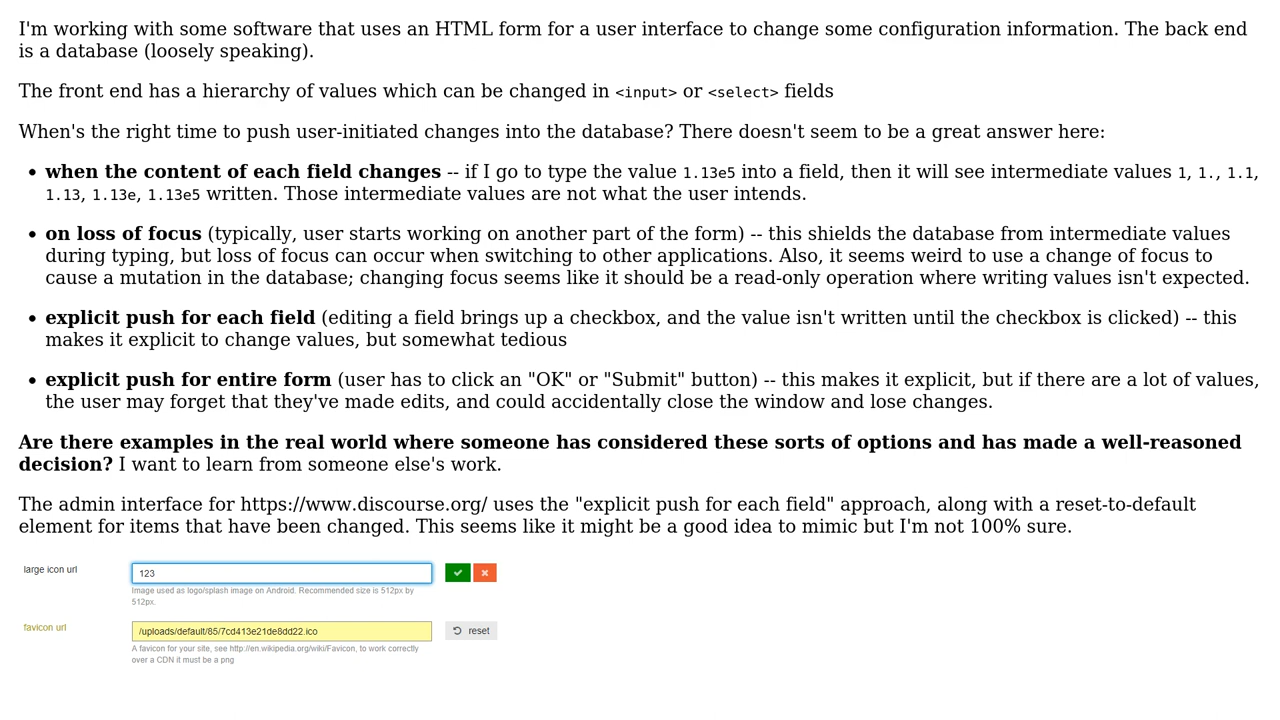 I'm working with some software that uses an HTML form for a user interface to change some configuration information. The back end
is a database (loosely speaking).
The front end has a hierarchy of values which can be changed in <input> or <select> fields
When's the right time to push user-initiated changes into the database? There doesn't seem to be a great answer here:
• when the content of each field changes -- if I go to type the value 1.13e5 into a field, then it will see intermediate values 1, 1., 1.1,
1.13, 1.13e, 1.13e5 written. Those intermediate values are not what the user intends.
• on loss of focus (typically, user starts working on another part of the form) -- this shields the database from intermediate values
during typing, but loss of focus can occur when switching to other applications. Also, it seems weird to use a change of focus to
cause a mutation in the database; changing focus seems like it should be a read-only operation where writing values isn't expected.
• explicit push for each field (editing a field brings up a checkbox, and the value isn't written until the checkbox is clicked) -- this
makes it explicit to change values, but somewhat tedious
• explicit push for entire form (user has to click an "OK" or "Submit" button) -- this makes it explicit, but if there are a lot of values,
the user may forget that they've made edits, and could accidentally close the window and lose changes.
Are there examples in the real world where someone has considered these sorts of options and has made a well-reasoned
decision? I want to learn from someone else's work.
The admin interface for https://www.discourse.org/ uses the "explicit push for each field" approach, along with a reset-to-default
element for items that have been changed. This seems like it might be a good idea to mimic but I'm not 100% sure.
large icon url
123
Image used as logo/splash image on Android. Recommended size is 512px by
512px.
favicon url
/uploads/default/85/7cd413e21de8dd22.ico
reset
A favicon for your site, see http://en.wikipedia.org/wiki/Favicon, to work correctly
over a CDN it must be a png